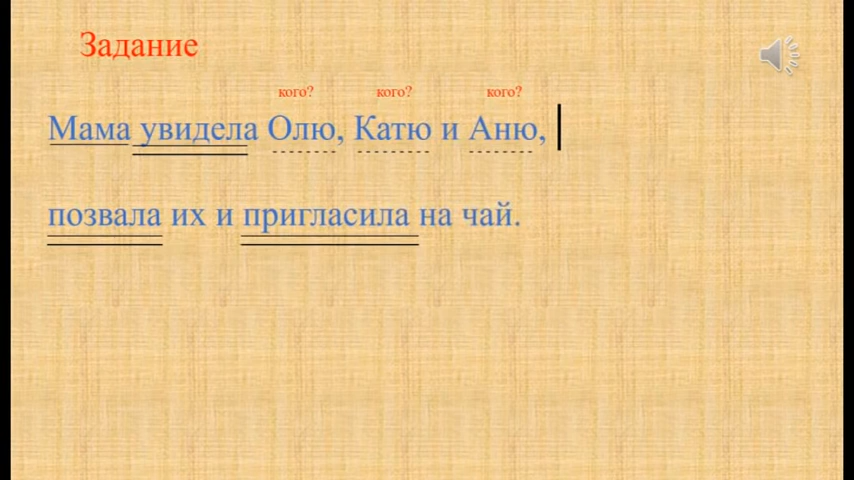 Задание
кого? кого? кого?
Мама увидела Олю, Катю и Аню, |
позвала их и пригласила на чай.